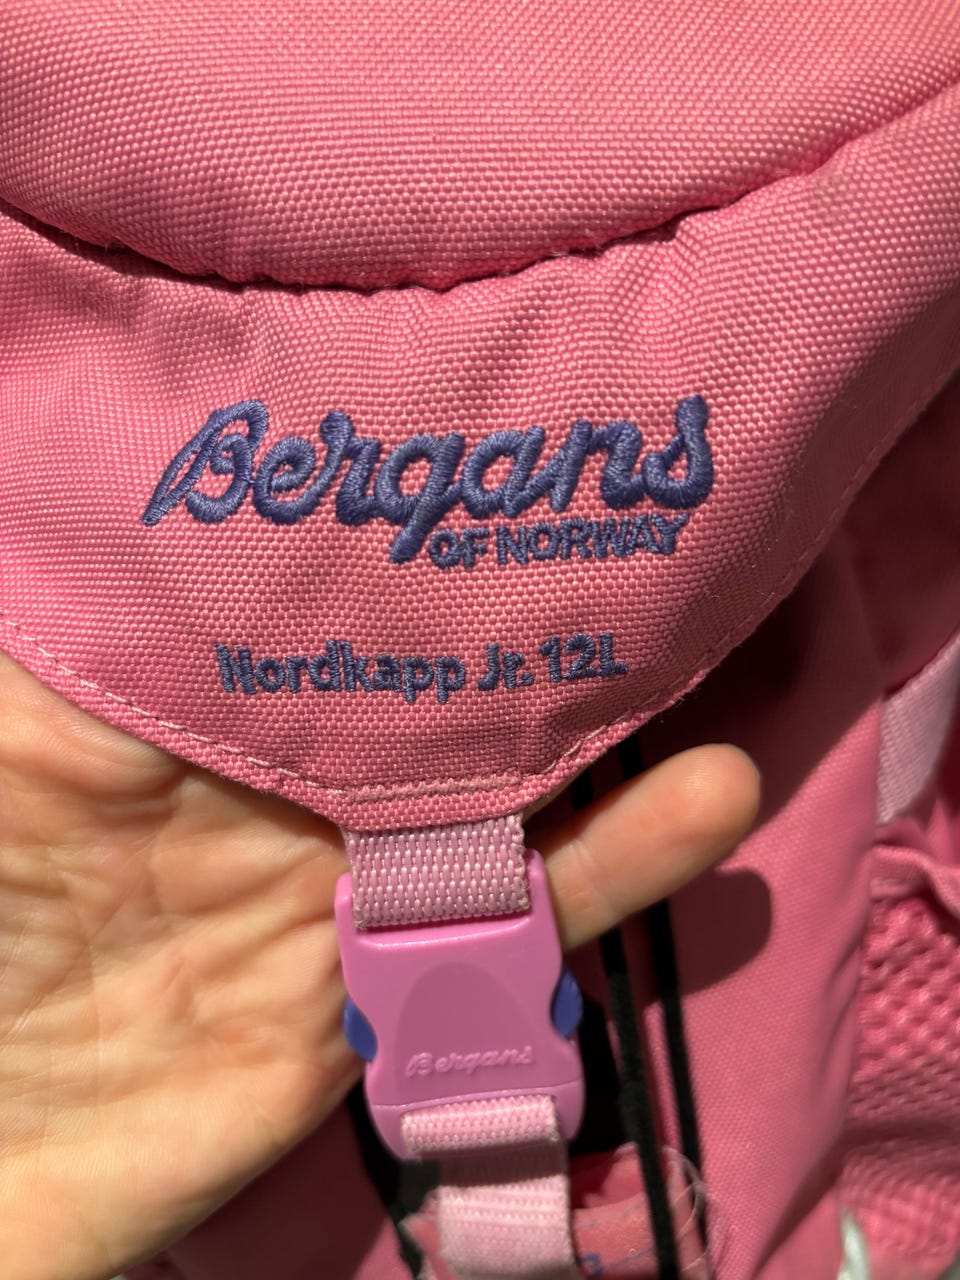 Bergans
OF NORWAY
Nordkapp Jr. 12L
Bergans